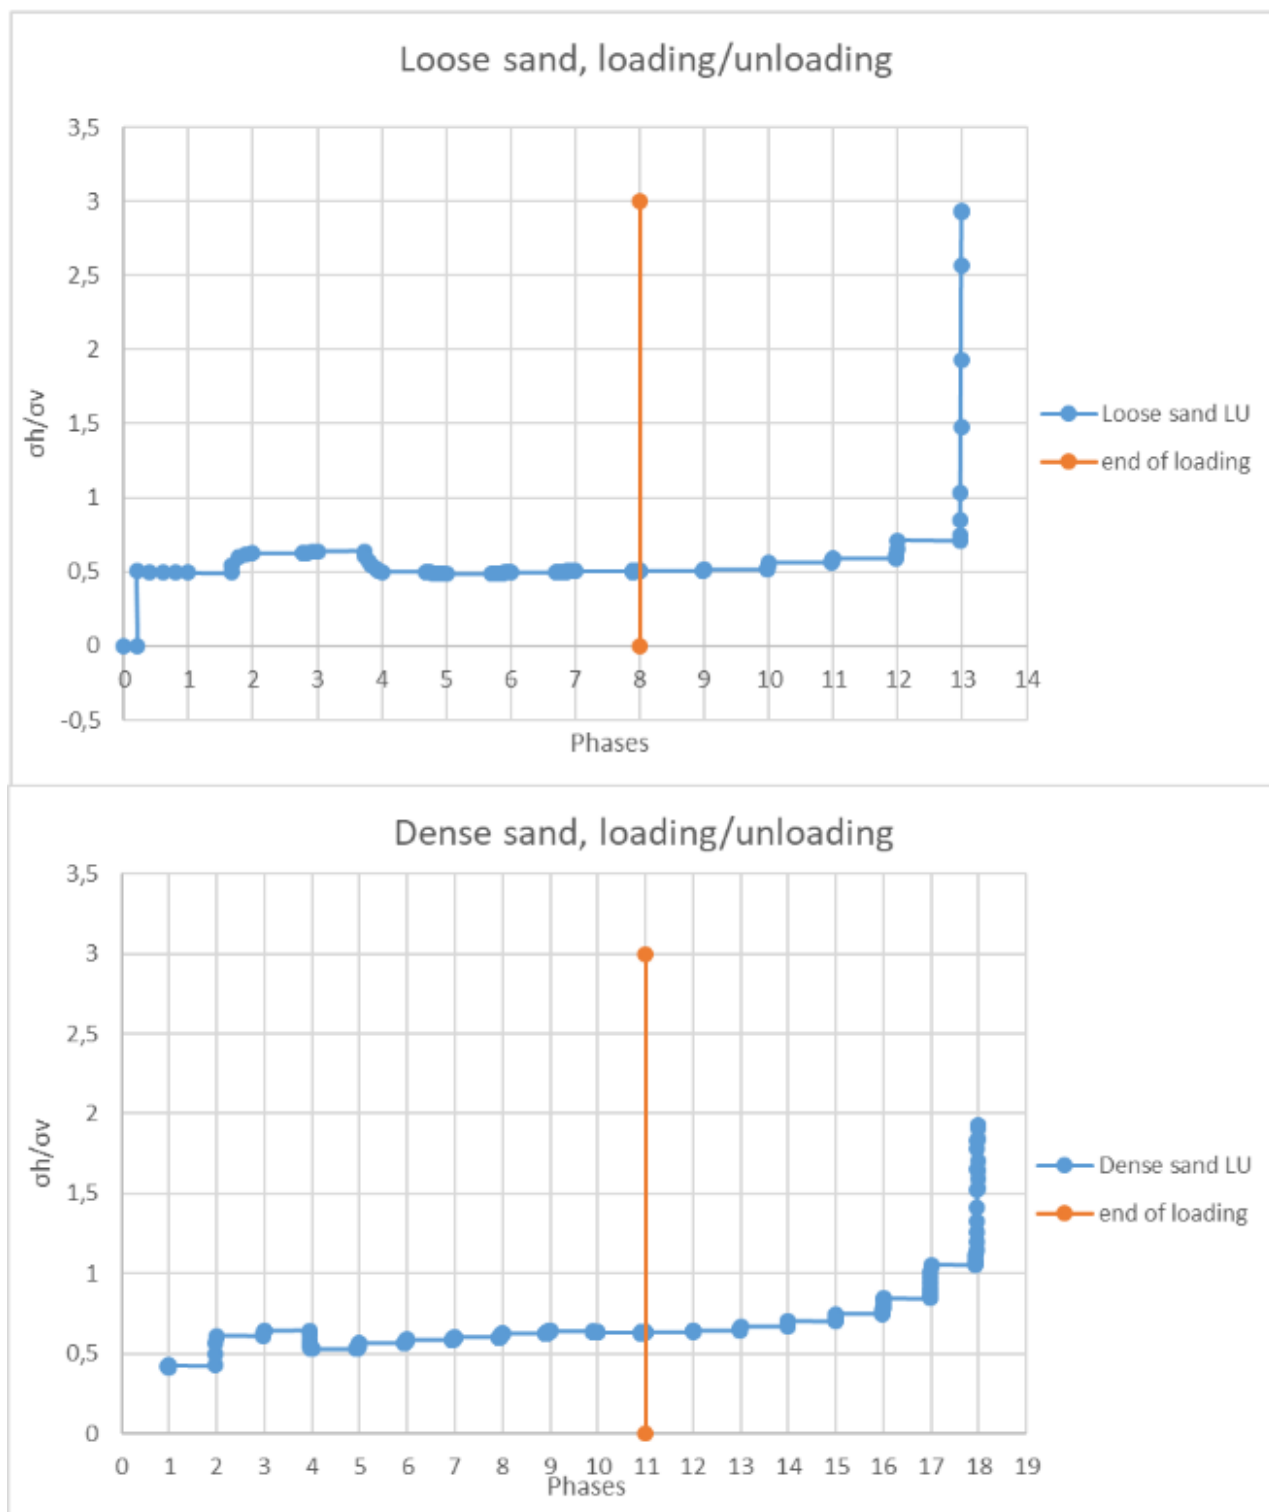 Loose sand, loading/unloading
3,5
3
2,5
2
1,5
1
0,5
0
-0,5
σh/σv
0 1 2 3 4 5 6 7 8 9 10 11 12 13 14
Phases
Loose sand LU
end of loading
Dense sand, loading/unloading
3,5
3
2,5
2
1,5
1
0,5
0
σh/σv
0 1 2 3 4 5 6 7 8 9 10 11 12 13 14 15 16 17 18 19
Phases
Dense sand LU
end of loading